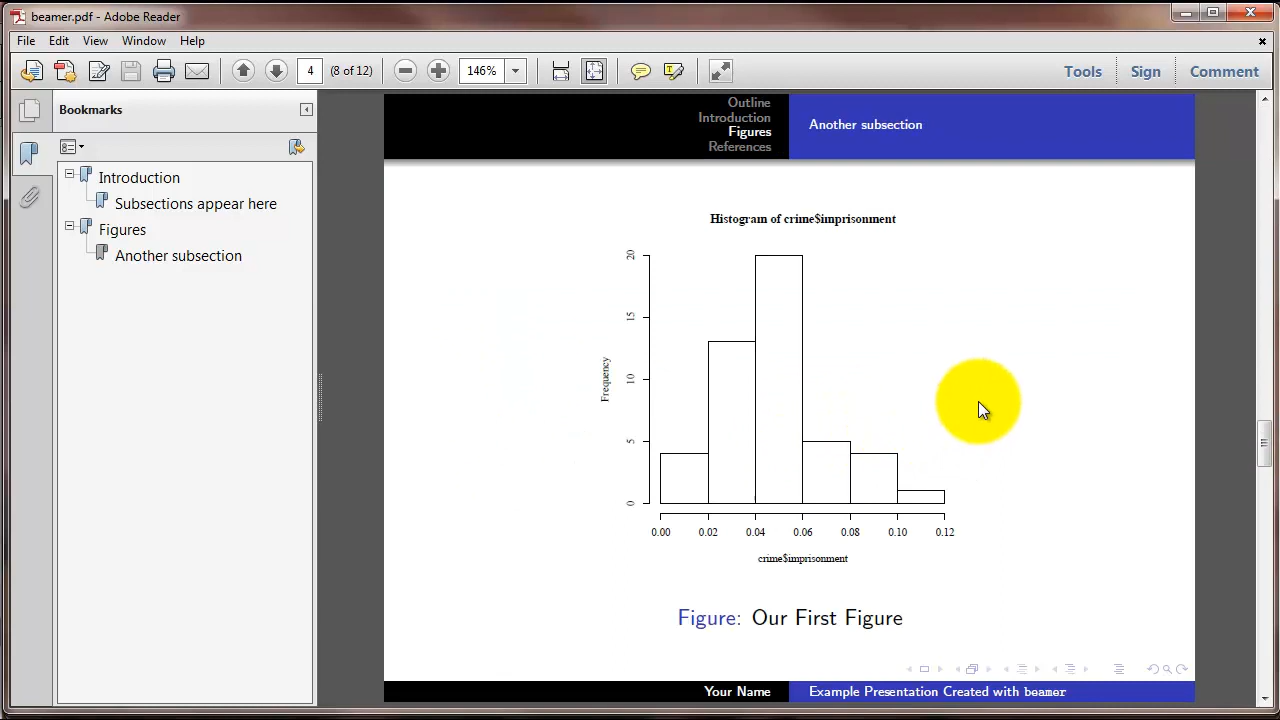 beamer.pdf - Adobe Reader
File Edit View Window Help
4 (8 of 12) 146% Tools Sign Comment
Bookmarks
Introduction
Subsections appear here
Figures
Another subsection
Outline
Introduction
Figures
References
Another subsection
Histogram of crime$imprisonment
Frequency
20
15
10
5
0
0.00 0.02 0.04 0.06 0.08 0.10 0.12
crime$imprisonment
Figure: Our First Figure
Your Name Example Presentation Created with beamer